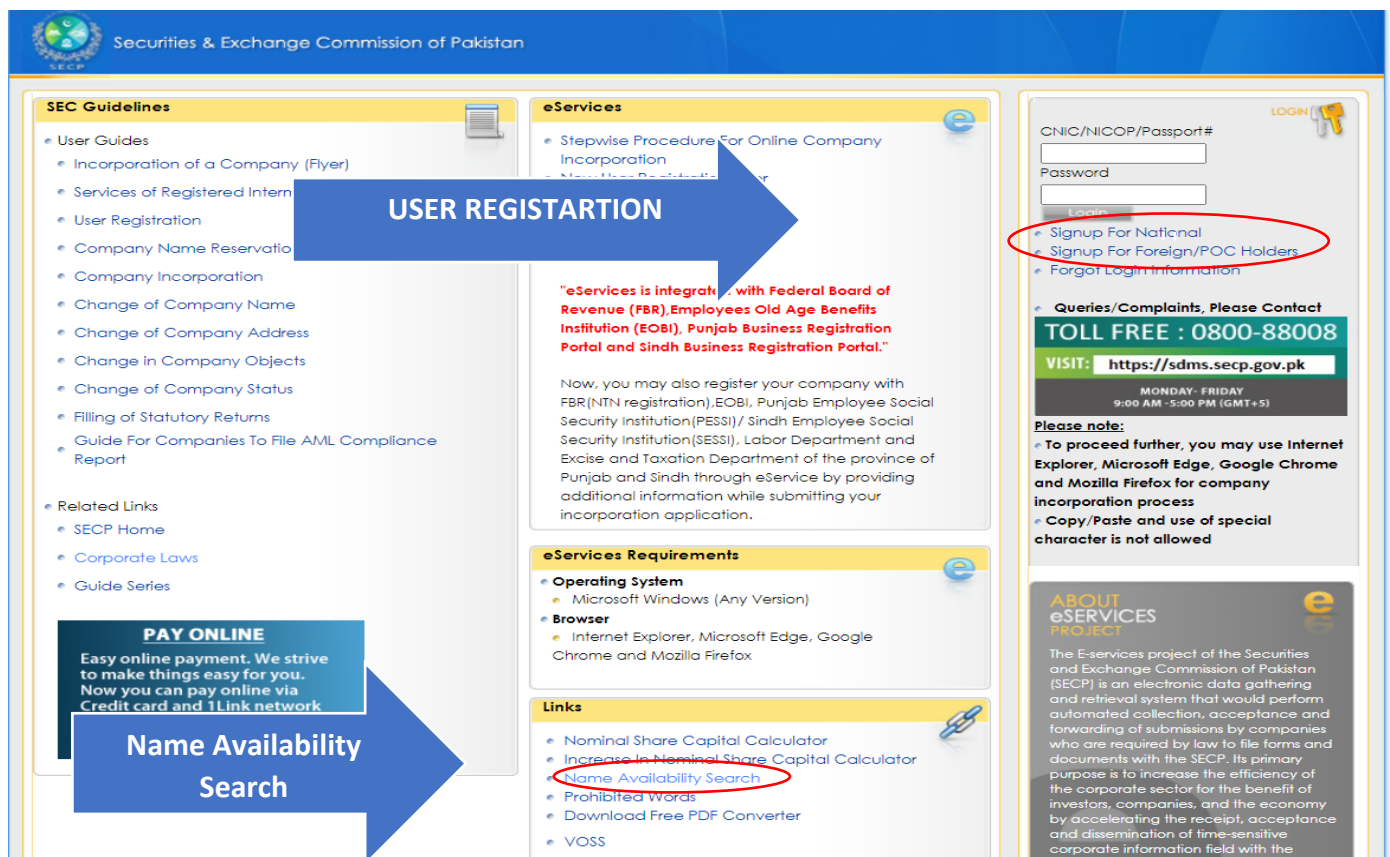 Securities & Exchange Commission of Pakistan
SECP
SEC Guidelines
User Guides
Incorporation of a Company (Flyer)
Services of Registered Intern
User Registration
Company Name Reservatio
Company Incorporation
Change of Company Name
Change of Company Address
Change in Company Objects
Change of Company Status
Filling of Statutory Returns
Guide For Companies To File AML Compliance
Report
Related Links
SECP Home
Corporate Laws
Guide Series
PAY ONLINE
Easy online payment. We strive
to make things easy for you.
Now you can pay online via
Credit card and 1Link network
Name Availability
Search
USER REGISTARTION
eServices
Stepwise Procedure For Online Company
Incorporation
"eServices is integrate with Federal Board of
Revenue (FBR),Employees Old Age Benefits
Institution (EOBI), Punjab Business Registration
Portal and Sindh Business Registration Portal."
Now, you may also register your company with
FBR(NTN registration),EOBI, Punjab Employee Social
Security Institution(PESSI)/ Sindh Employee Social
Security Institution(SESSI), Labor Department and
Excise and Taxation Department of the province of
Punjab and Sindh through eService by providing
additional information while submitting your
incorporation application.
eServices Requirements
Operating System
Microsoft Windows (Any Version)
Browser
Internet Explorer, Microsoft Edge, Google
Chrome and Mozilla Firefox
Links
Nominal Share Capital Calculator
Increase In Nominal Share Capital Calculator
Name Availability Search
Prohibited Words
Download Free PDF Converter
VOSS
LOGIN
CNIC/NICOP/Passport#
Password
Login
Signup For National
Signup For Foreign/POC Holders
Forgot Login Information
Queries/Complaints, Please Contact
TOLL FREE : 0800-88008
VISIT: https://sdms.secp.gov.pk
MONDAY- FRIDAY
9:00 AM -5:00 PM (GMT+5)
Please note:
To proceed further, you may use Internet
Explorer, Microsoft Edge, Google Chrome
and Mozilla Firefox for company
incorporation process
Copy/Paste and use of special
character is not allowed
ABOUT
eSERVICES
PROJECT
The E-services project of the Securities
and Exchange Commission of Pakistan
(SECP) is an electronic data gathering
and retrieval system that would perform
automated collection, acceptance and
forwarding of submissions by companies
who are required by law to file forms and
documents with the SECP. Its primary
purpose is to increase the efficiency of
the corporate sector for the benefit of
investors, companies, and the economy
by accelerating the receipt, acceptance
and dissemination of time-sensitive
corporate information field with the